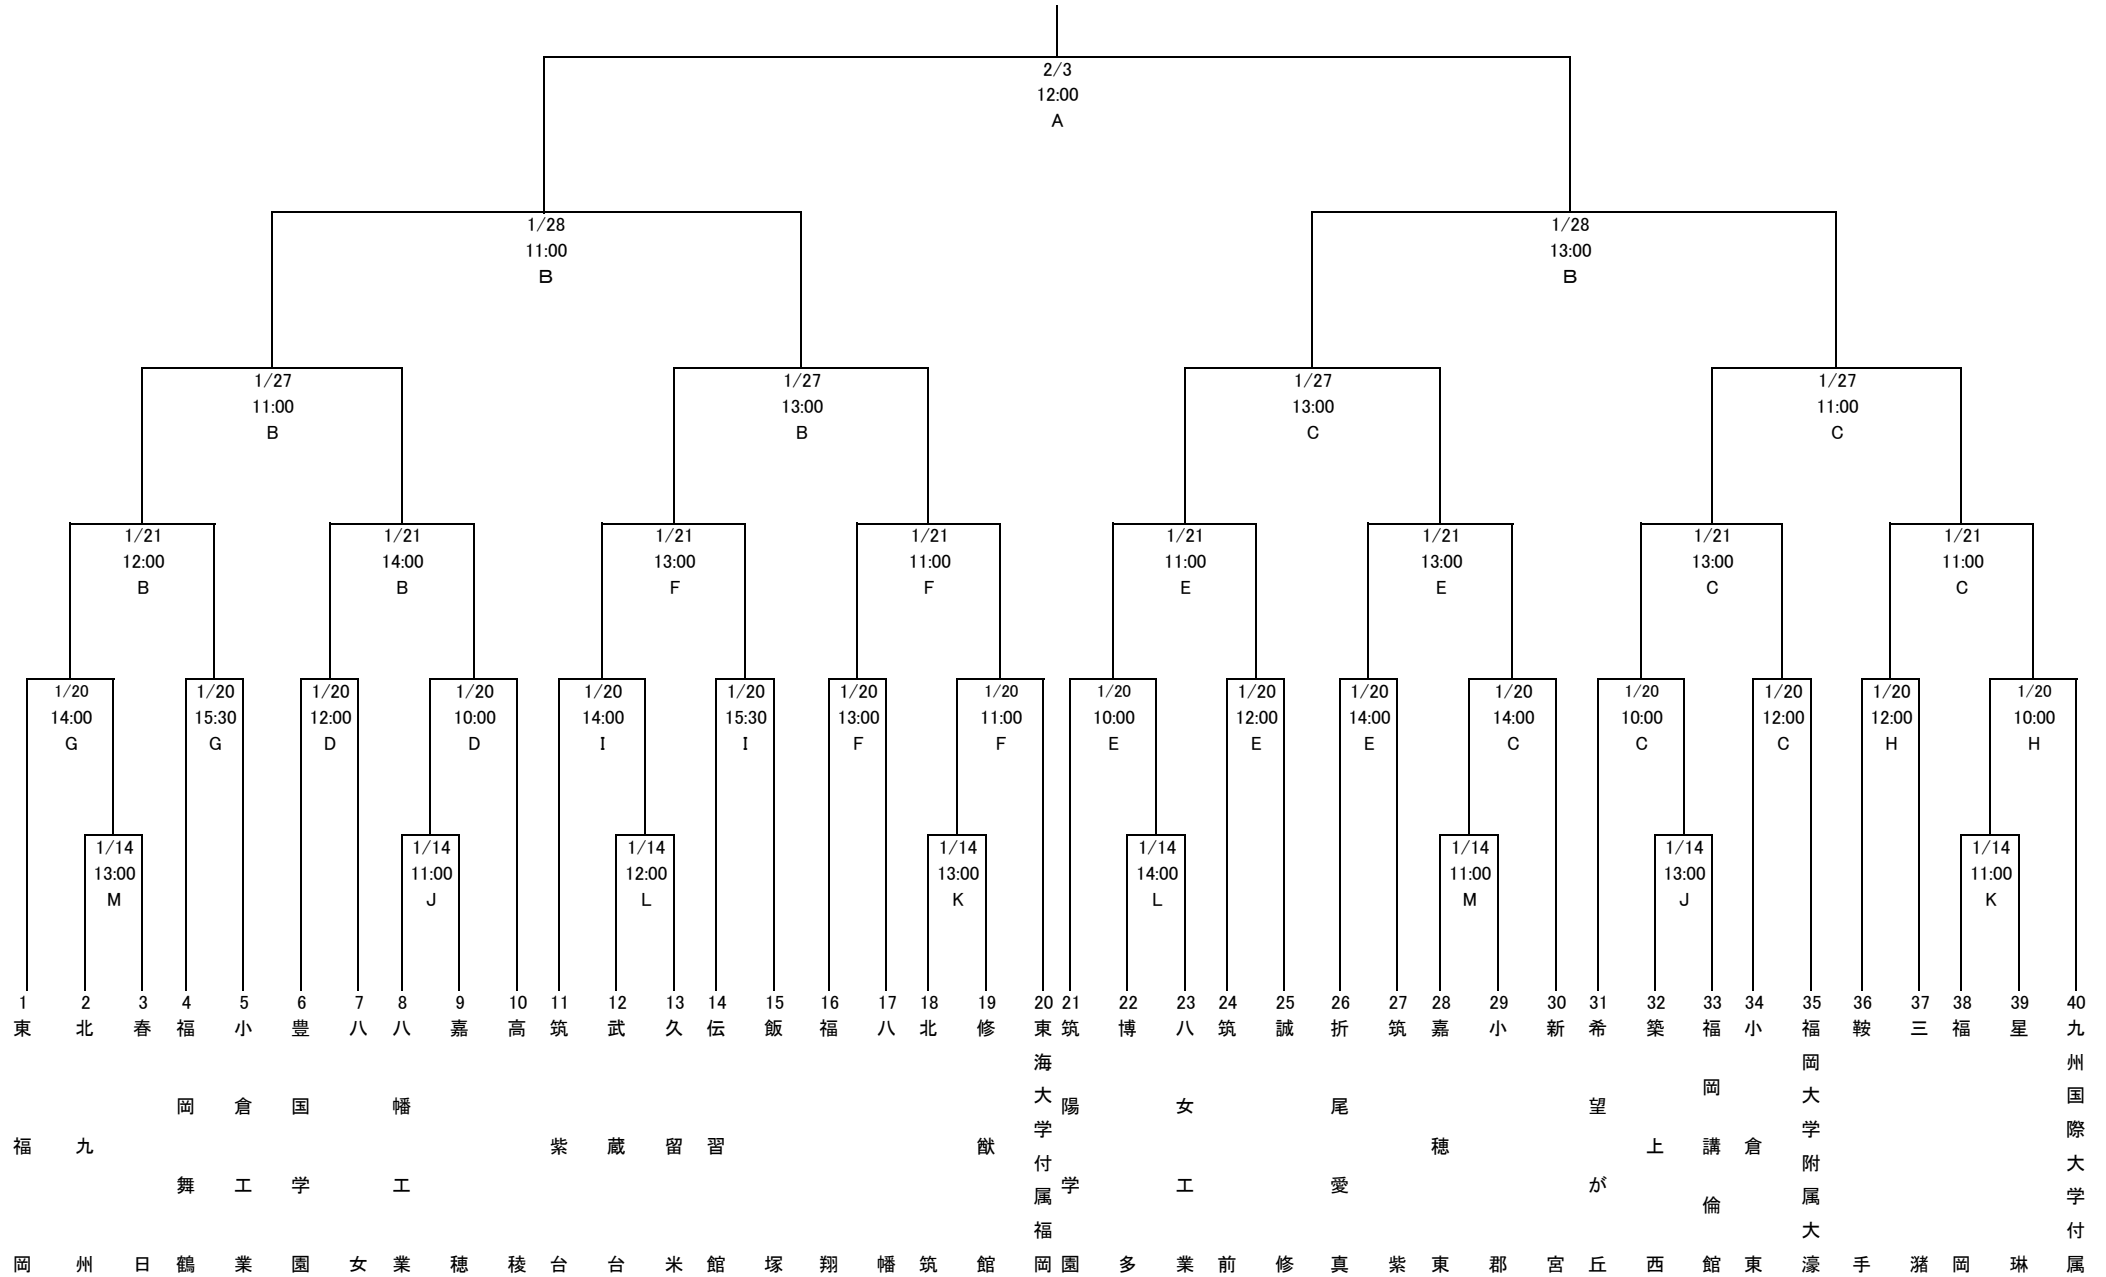 2/3
12:00
A
1/28
11:00
B
1/28
13:00
B
1/27
11:00
B
1/27
13:00
B
1/27
13:00
C
1/27
11:00
C
1/21
12:00
B
1/21
14:00
B
1/21
13:00
F
1/21
11:00
F
1/21
11:00
E
1/21
13:00
E
1/21
13:00
C
1/21
11:00
C
1/20
14:00
G
1/20
15:30
G
1/20
12:00
D
1/20
10:00
D
1/20
14:00
I
1/20
15:30
I
1/20
13:00
F
1/20
11:00
F
1/20
10:00
E
1/20
12:00
E
1/20
14:00
E
1/20
14:00
C
1/20
10:00
C
1/20
12:00
C
1/20
12:00
H
1/20
10:00
H
1/14
13:00
M
1/14
11:00
J
1/14
12:00
L
1/14
13:00
K
1/14
14:00
L
1/14
11:00
M
1/14
13:00
J
1/14
11:00
K
1
東福岡
2
北九州
3
春日
4
福岡舞鶴
5
小倉工業
6
豊国学園
7
八女
8
八幡工業
9
嘉穂
10
高稜
11
筑紫台
12
武蔵台
13
久留米
14
伝習館
15
飯塚
16
福翔
17
八幡
18
北筑
19
修猷館
20
東海大学付属福岡
21
筑陽学園
22
博多
23
八女工業
24
筑前
25
誠修
26
折尾愛真
27
筑紫
28
嘉穂東
29
小郡
30
新宮
31
希望が丘
32
築上西
33
福岡講倫館
34
小倉東
35
福岡大学附属大濠
36
鞍手
37
三潴
38
福岡
39
星琳
40
九州国際大学付属